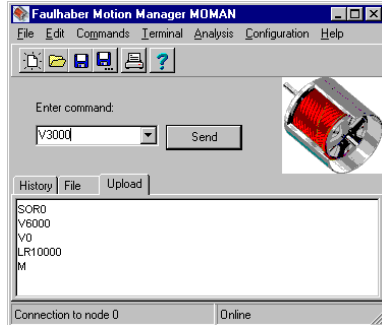 Faulhaber Motion Manager MOMAN
File Edit Commands Terminal Analysis Configuration Help
Enter command:
V3000 Send
History File Upload
SOR0
V6000
V0
LR10000
M
Connection to node 0 Online